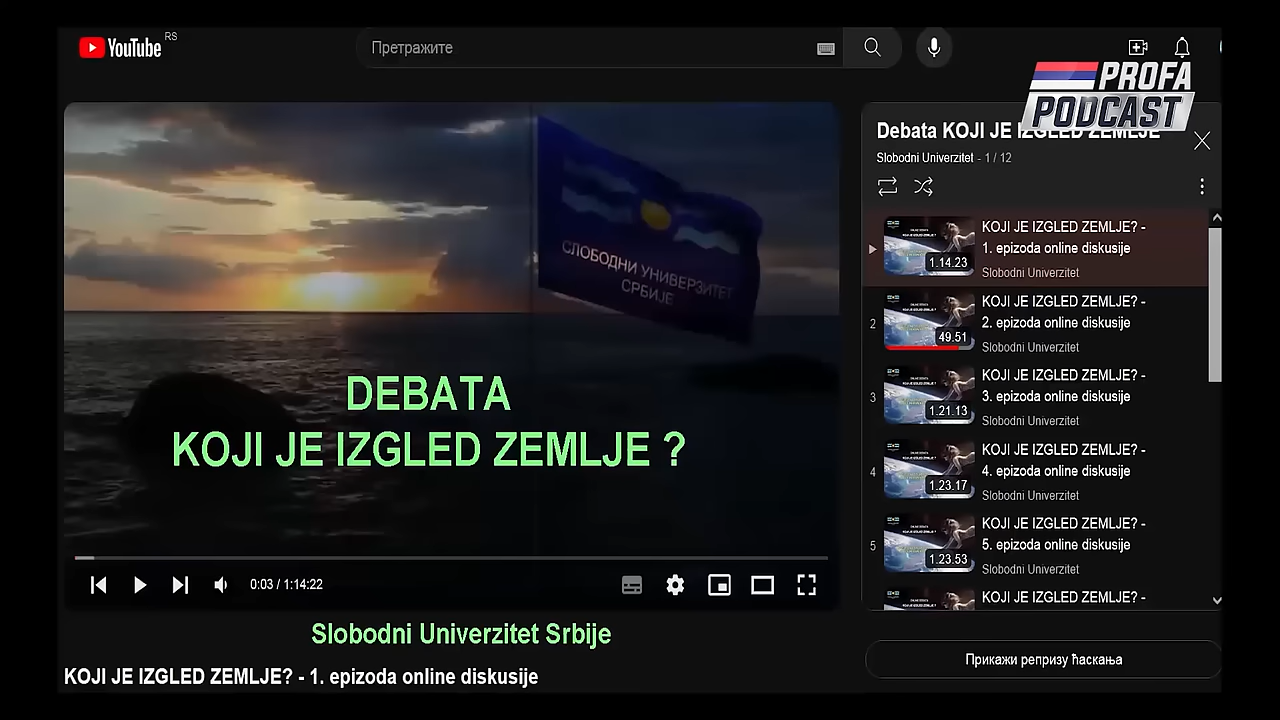 YouTube RS
Претражите
PROFA
PODCAST
СЛОБОДНИ УНИВЕРЗИТЕТ
СРБИЈЕ
DEBATA
KOJI JE IZGLED ZEMLJE ?
0:03 / 1:14:22
Slobodni Univerzitet Srbije
KOJI JE IZGLED ZEMLJE? - 1. epizoda online diskusije
Debata KOJI JE IZGLED ZEMLJE
Slobodni Univerzitet - 1 / 12
KOJI JE IZGLED ZEMLJE? -
1. epizoda online diskusije
1.14.23
Slobodni Univerzitet
2
KOJI JE IZGLED ZEMLJE? -
2. epizoda online diskusije
49.51
Slobodni Univerzitet
3
KOJI JE IZGLED ZEMLJE? -
3. epizoda online diskusije
1.21.13
Slobodni Univerzitet
4
KOJI JE IZGLED ZEMLJE? -
4. epizoda online diskusije
1.23.17
Slobodni Univerzitet
5
KOJI JE IZGLED ZEMLJE? -
5. epizoda online diskusije
1.23.53
Slobodni Univerzitet
KOJI JE IZGLED ZEMLJE? -
Прикажи репризу ћаскања